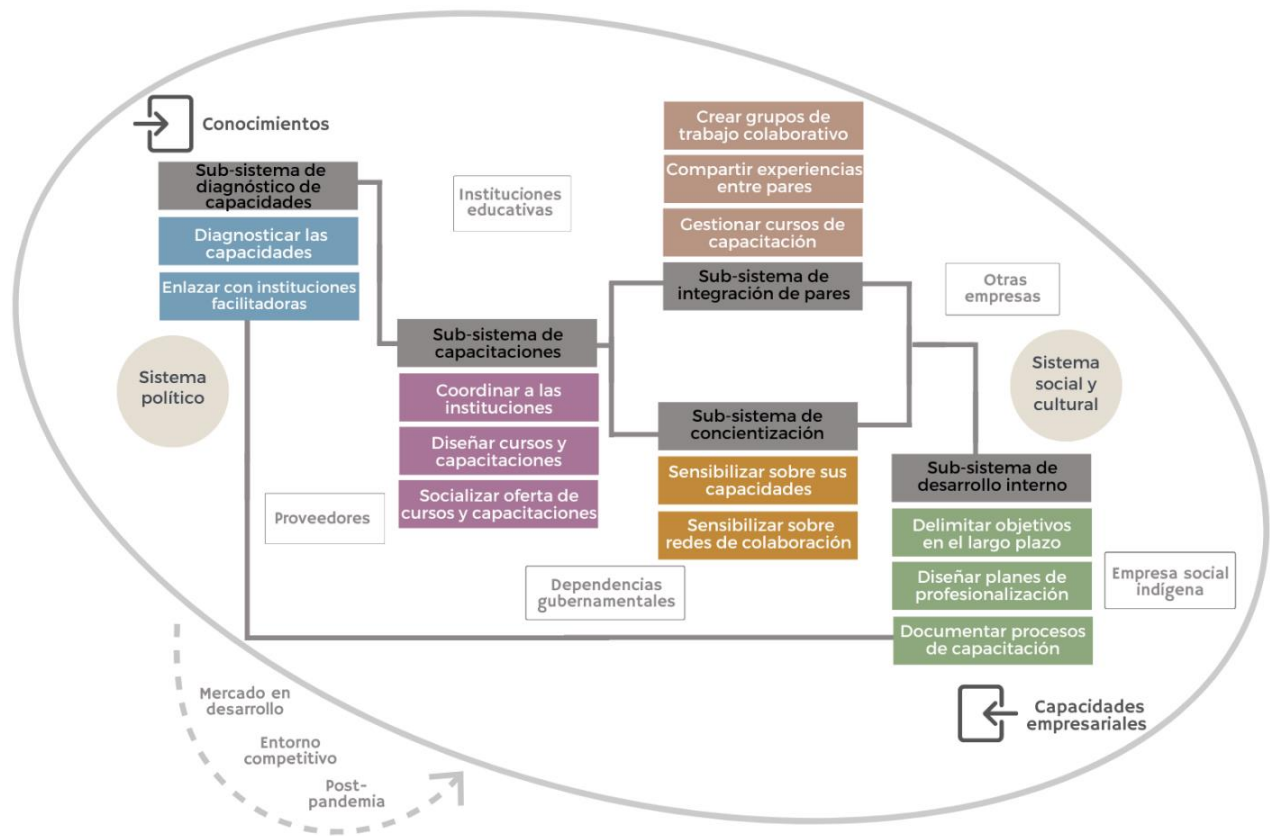 Conocimientos
Sub-sistema de
diagnóstico de
capacidades
Diagnosticar las
capacidades
Enlazar con instituciones
facilitadoras
Sistema
político
Instituciones
educativas
Sub-sistema de
capacitaciones
Coordinar a las
instituciones
Diseñar cursos y
capacitaciones
Socializar oferta de
cursos y capacitaciones
Proveedores
Crear grupos de
trabajo colaborativo
Compartir experiencias
entre pares
Gestionar cursos de
capacitación
Sub-sistema de
integración de pares
Sub-sistema de
concientización
Sensibilizar sobre sus
capacidades
Sensibilizar sobre
redes de colaboración
Dependencias
gubernamentales
Otras
empresas
Sistema
social y
cultural
Sub-sistema de
desarrollo interno
Delimitar objetivos
en el largo plazo
Diseñar planes de
profesionalización
Documentar procesos
de capacitación
Empresa social
indígena
Capacidades
empresariales
Mercado en
desarrollo
Entorno
competitivo
Post-
pandemia